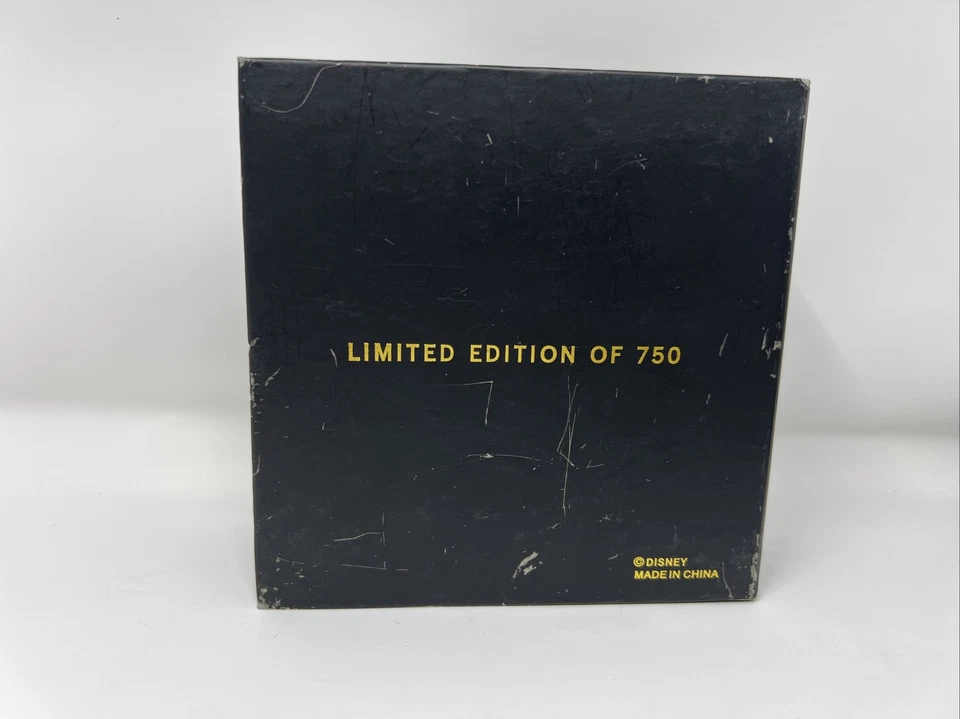 LIMITED EDITION OF 750
©DISNEY
MADE IN CHINA